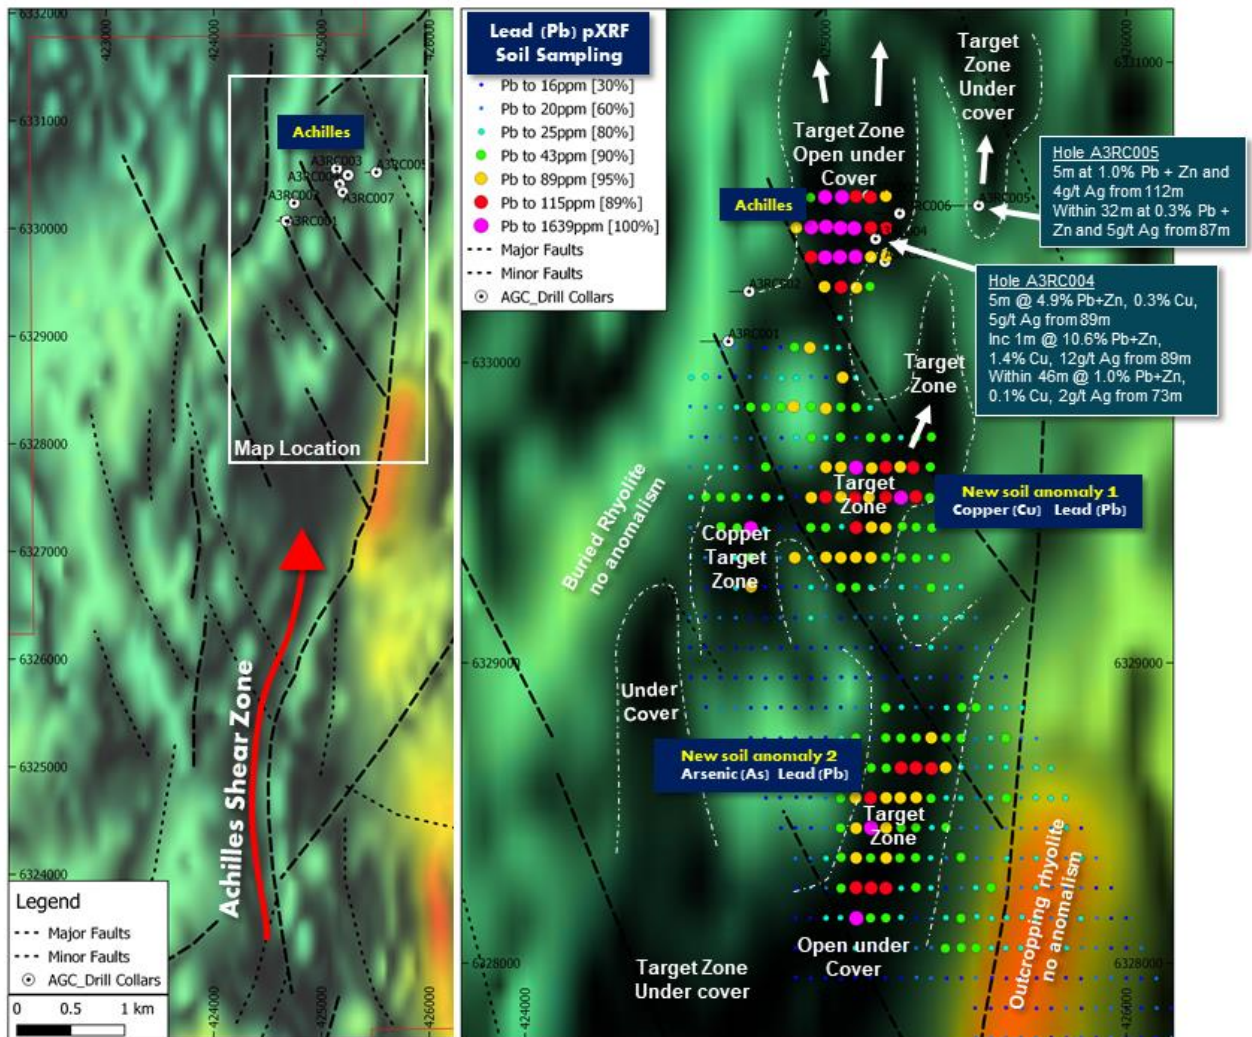 6332000
423000
424000
425000
426000
6331000
Achilles
A3RC003
A3RC005
A3RC007
A3RC002
A3RC001
6330000
6329000
6328000
Map Location
6327000
6326000
Achilles Shear Zone
6325000
6324000
Legend
Major Faults
Minor Faults
AGC_Drill Collars
0 0.5 1 km
424000
425000
426000
Lead (Pb) pXRF
Soil Sampling
Pb to 16ppm [30%]
Pb to 20ppm [60%]
Pb to 25ppm [80%]
Pb to 43ppm [90%]
Pb to 89ppm [95%]
Pb to 115ppm [89%]
Pb to 1639ppm [100%]
Major Faults
Minor Faults
AGC_Drill Collars
425000
426000
6331000
Target
Zone
Under
cover
Target Zone
Open under
Cover
Achilles
A3RC005
A3RC002
A3RC001
Hole A3RC005
5m at 1.0% Pb + Zn and
4g/t Ag from 112m
Within 32m at 0.3% Pb +
Zn and 5g/t Ag from 87m
Hole A3RC004
5m @ 4.9% Pb+Zn, 0.3% Cu,
5g/t Ag from 89m
Inc 1m @ 10.6% Pb+Zn,
1.4% Cu, 12g/t Ag from 89m
Within 46m @ 1.0% Pb+Zn,
0.1% Cu, 2g/t Ag from 73m
6330000
Target
Zone
Target
Zone
New soil anomaly 1
Copper (Cu) Lead (Pb)
Buried Rhyolite
no anomalism
Copper
Target
Zone
6329000
6329000
Under
Cover
New soil anomaly 2
Arsenic (As) Lead (Pb)
Target
Zone
Outcropping rhyolite
no anomalism
Open under
Cover
Target Zone
Under cover
6328000
6328000
424000
426000